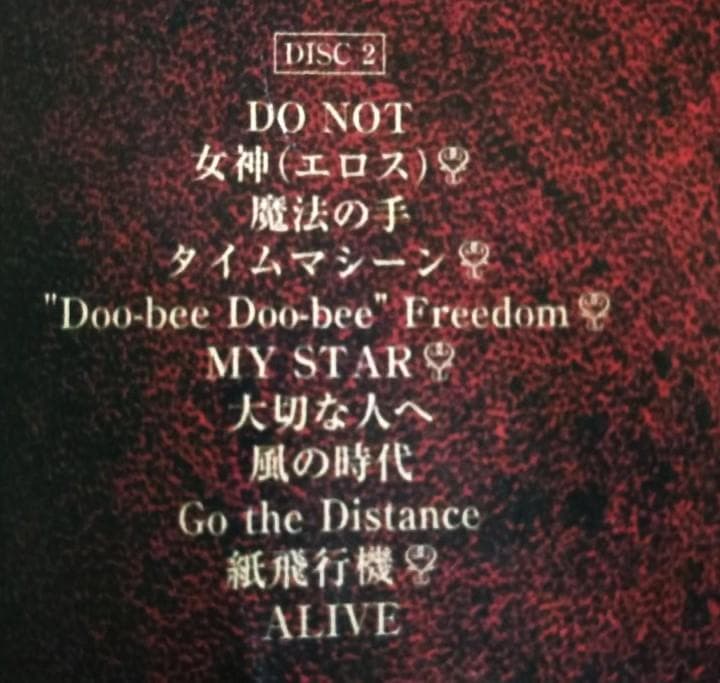 DISC 2
DO NOT
女神(エロス)
魔法の手
タイムマシーン
"Doo-bee Doo-bee" Freedom
MY STAR
大切な人へ
風の時代
Go the Distance
紙飛行機
ALIVE